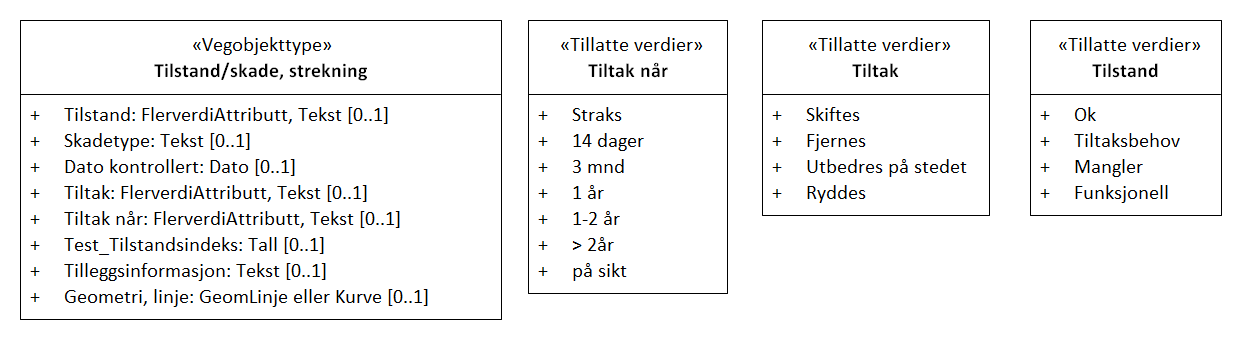 «Vegobjekttype»
Tilstand/skade, strekning
+ Tilstand: FlerverdiAttributt, Tekst [0..1]
+ Skadetype: Tekst [0..1]
+ Dato kontrollert: Dato [0..1]
+ Tiltak: FlerverdiAttributt, Tekst [0..1]
+ Tiltak når: FlerverdiAttributt, Tekst [0..1]
+ Test_Tilstandsindeks: Tall [0..1]
+ Tilleggsinformasjon: Tekst [0..1]
+ Geometri, linje: GeomLinje eller Kurve [0..1]
«Tillatte verdier»
Tiltak når
+ Straks
+ 14 dager
+ 3 mnd
+ 1 år
+ 1-2 år
+ > 2år
+ på sikt
«Tillatte verdier»
Tiltak
+ Skiftes
+ Fjernes
+ Utbedres på stedet
+ Ryddes
«Tillatte verdier»
Tilstand
+ Ok
+ Tiltaksbehov
+ Mangler
+ Funksjonell